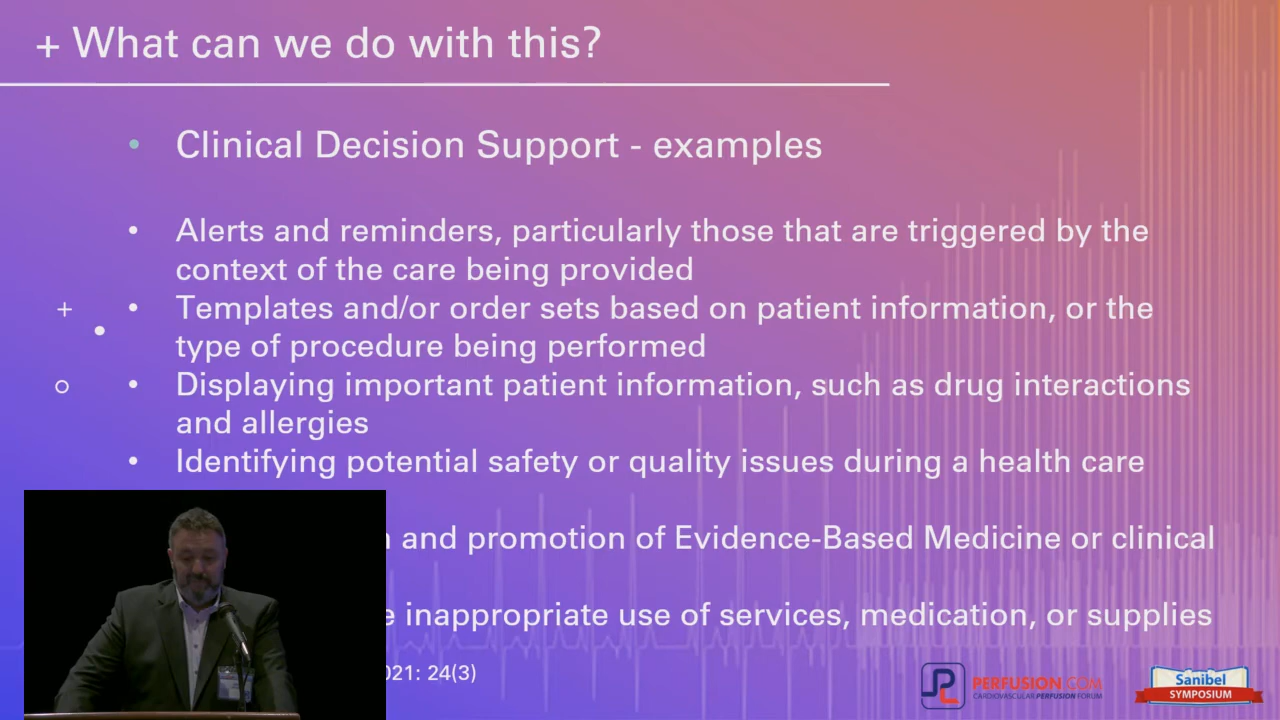 + What can we do with this?
• Clinical Decision Support - examples
• Alerts and reminders, particularly those that are triggered by the
context of the care being provided
• Templates and/or order sets based on patient information, or the
type of procedure being performed
• Displaying important patient information, such as drug interactions
and allergies
• Identifying potential safety or quality issues during a health care
and promotion of Evidence-Based Medicine or clinical
inappropriate use of services, medication, or supplies
021: 24(3)
PERFUSION.COM
CARDIOVASCULAR PERFUSION FORUM
Sanibel
SYMPOSIUM